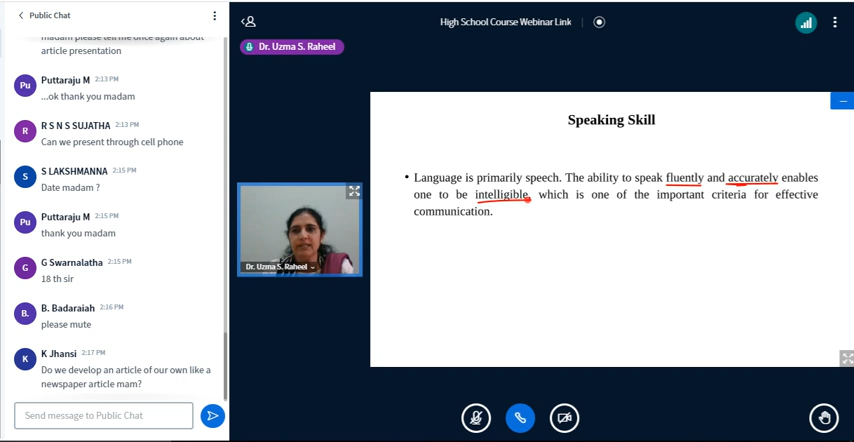 Public Chat
madam please tell me once again about
article presentation
Pu
Puttaraju M 2:13 PM
...ok thank you madam
R
R S N S SUJATHA 2:13 PM
Can we present through cell phone
S
S LAKSHMANNA 2:15 PM
Date madam ?
Pu
Puttaraju M 2:15 PM
thank you madam
G
G Swarnalatha 2:15 PM
18 th sir
B.
B. Badaraiah 2:16 PM
please mute
K
K Jhansi 2:17 PM
Do we develop an article of our own like a
newspaper article mam?
Send message to Public Chat
High School Course Webinar Link
Dr. Uzma S. Raheel
Dr. Uzma S. Raheel
Speaking Skill
• Language is primarily speech. The ability to speak fluently and accurately enables
one to be intelligible, which is one of the important criteria for effective
communication.